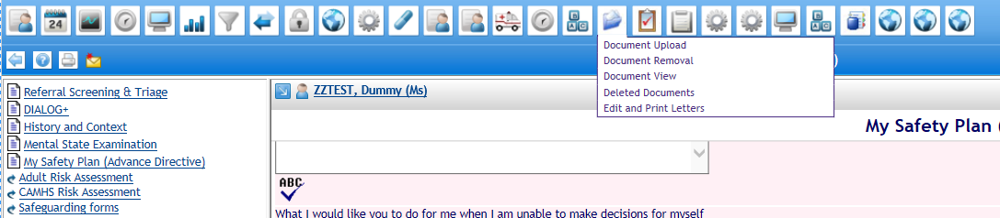 24
Document Upload
Document Removal
Document View
Deleted Documents
Edit and Print Letters
)
Referral Screening & Triage
DIALOG+
History and Context
Mental State Examination
My Safety Plan (Advance Directive)
Adult Risk Assessment
CAMHS Risk Assessment
Safeguarding forms
ZZTEST, Dummy (Ms)
My Safety Plan (
ABC
What I would like you to do for me when I am unable to make decisions for myself